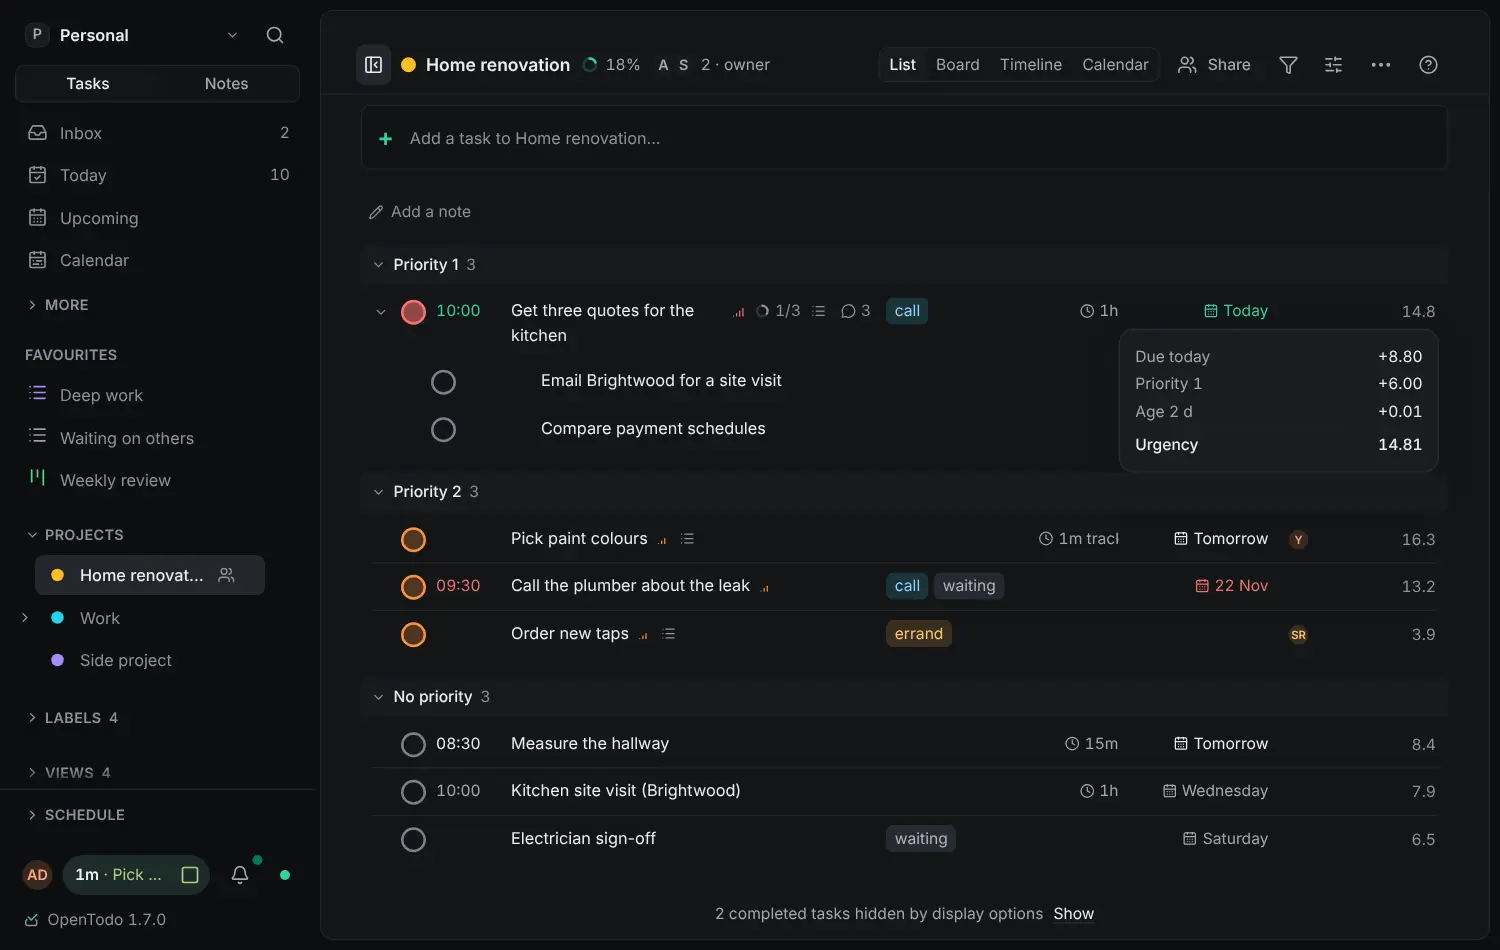 P Personal
Tasks Notes
Inbox 2
Today 10
Upcoming
Calendar
MORE
FAVOURITES
Deep work
Waiting on others
Weekly review
PROJECTS
Home renovat...
Work
Side project
LABELS 4
VIEWS 4
SCHEDULE
AD 1m · Pick ...
OpenTodo 1.7.0
Home renovation 18% A S 2 · owner List Board Timeline Calendar Share
Add a task to Home renovation...
Add a note
Priority 1 3
10:00 Get three quotes for the kitchen 1/3 3 call 1h Today 14.8
Due today +8.80
Priority 1 +6.00
Age 2 d +0.01
Urgency 14.81
Email Brightwood for a site visit
Compare payment schedules
Priority 2 3
Pick paint colours 1m track Tomorrow Y 16.3
09:30 Call the plumber about the leak call waiting 22 Nov 13.2
Order new taps errand SR 3.9
No priority 3
08:30 Measure the hallway 15m Tomorrow 8.4
10:00 Kitchen site visit (Brightwood) 1h Wednesday 7.9
Electrician sign-off waiting Saturday 6.5
2 completed tasks hidden by display options Show